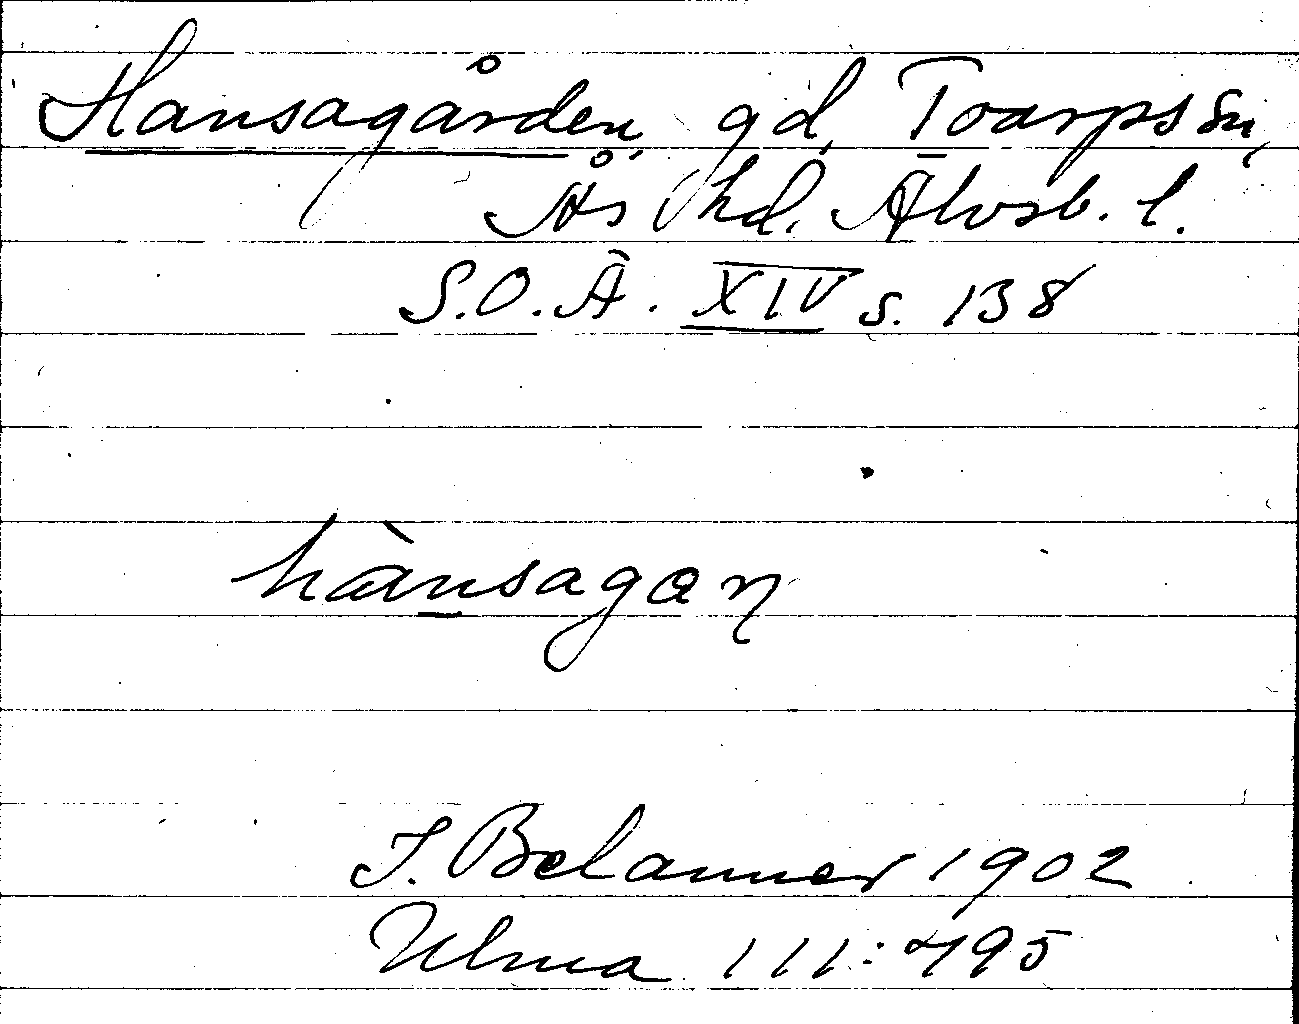 Hansagården, gd, Toarps sn,
Ås hd. Älvsb. l.
S.O.Ä. XIV s. 138
hànsagan
J. Belanner 1902
Ulma 111:795